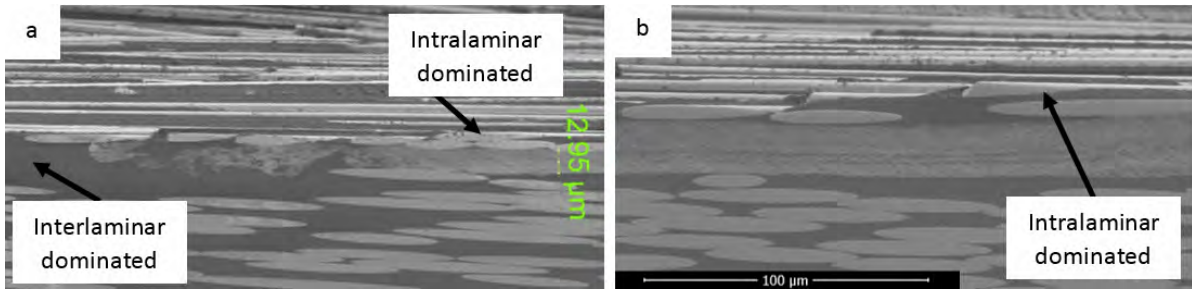 a
Intralaminar
dominated
12.95 µm
Interlaminar
dominated
b
Intralaminar
dominated
100 µm